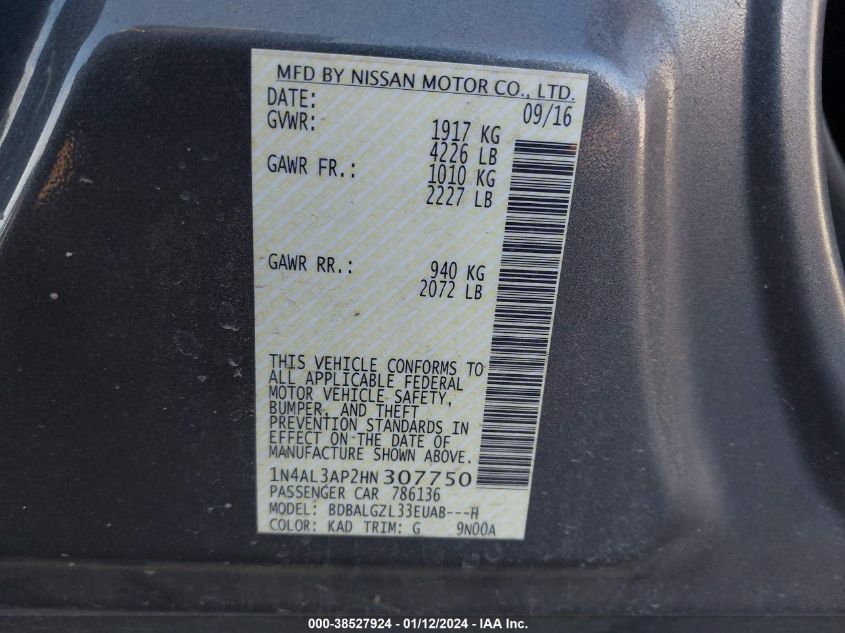 MFD BY NISSAN MOTOR CO., LTD.
DATE: 09/16
GVWR: 1917 KG
4226 LB
GAWR FR.: 1010 KG
2227 LB
GAWR RR.: 940 KG
2072 LB
THIS VEHICLE CONFORMS TO
ALL APPLICABLE FEDERAL
MOTOR VEHICLE SAFETY,
BUMPER, AND THEFT
PREVENTION STANDARDS IN
EFFECT ON THE DATE OF
MANUFACTURE SHOWN ABOVE.
1N4AL3AP2HN307750
PASSENGER CAR 786136
MODEL: BDBALGZL33EUAB---H
COLOR: KAD TRIM: G 9N00A
000-38527924 - 01/12/2024 - IAA Inc.